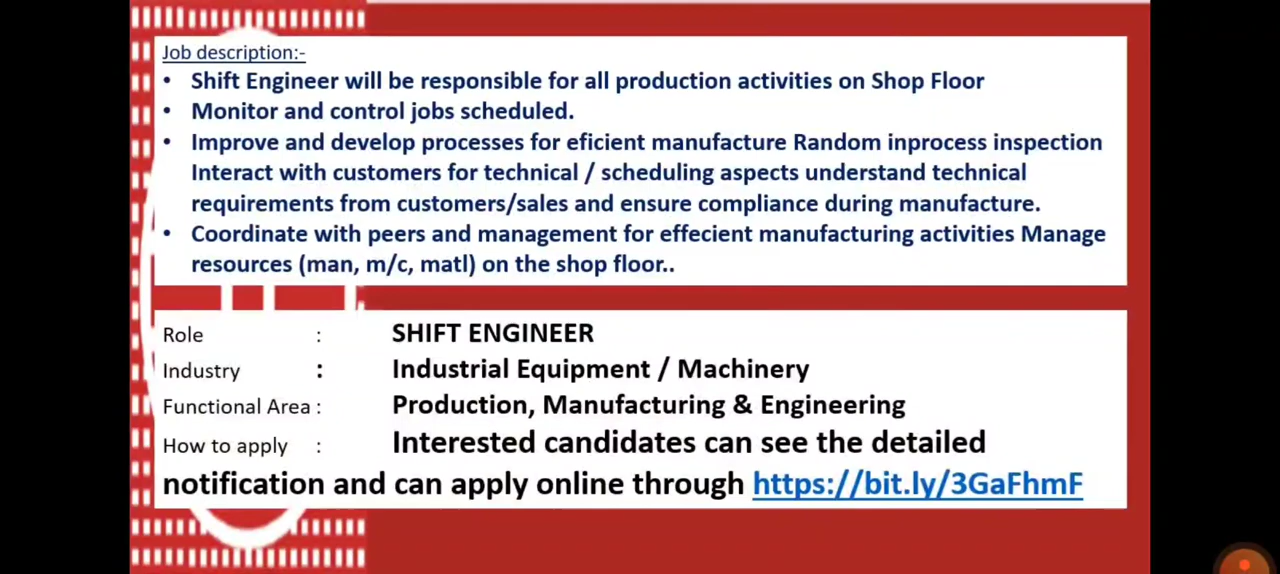 Job description:-
• Shift Engineer will be responsible for all production activities on Shop Floor
• Monitor and control jobs scheduled.
• Improve and develop processes for eficient manufacture Random inprocess inspection
Interact with customers for technical / scheduling aspects understand technical
requirements from customers/sales and ensure compliance during manufacture.
• Coordinate with peers and management for effecient manufacturing activities Manage
resources (man, m/c, matl) on the shop floor..
Role : SHIFT ENGINEER
Industry : Industrial Equipment / Machinery
Functional Area : Production, Manufacturing & Engineering
How to apply : Interested candidates can see the detailed
notification and can apply online through https://bit.ly/3GaFhmF